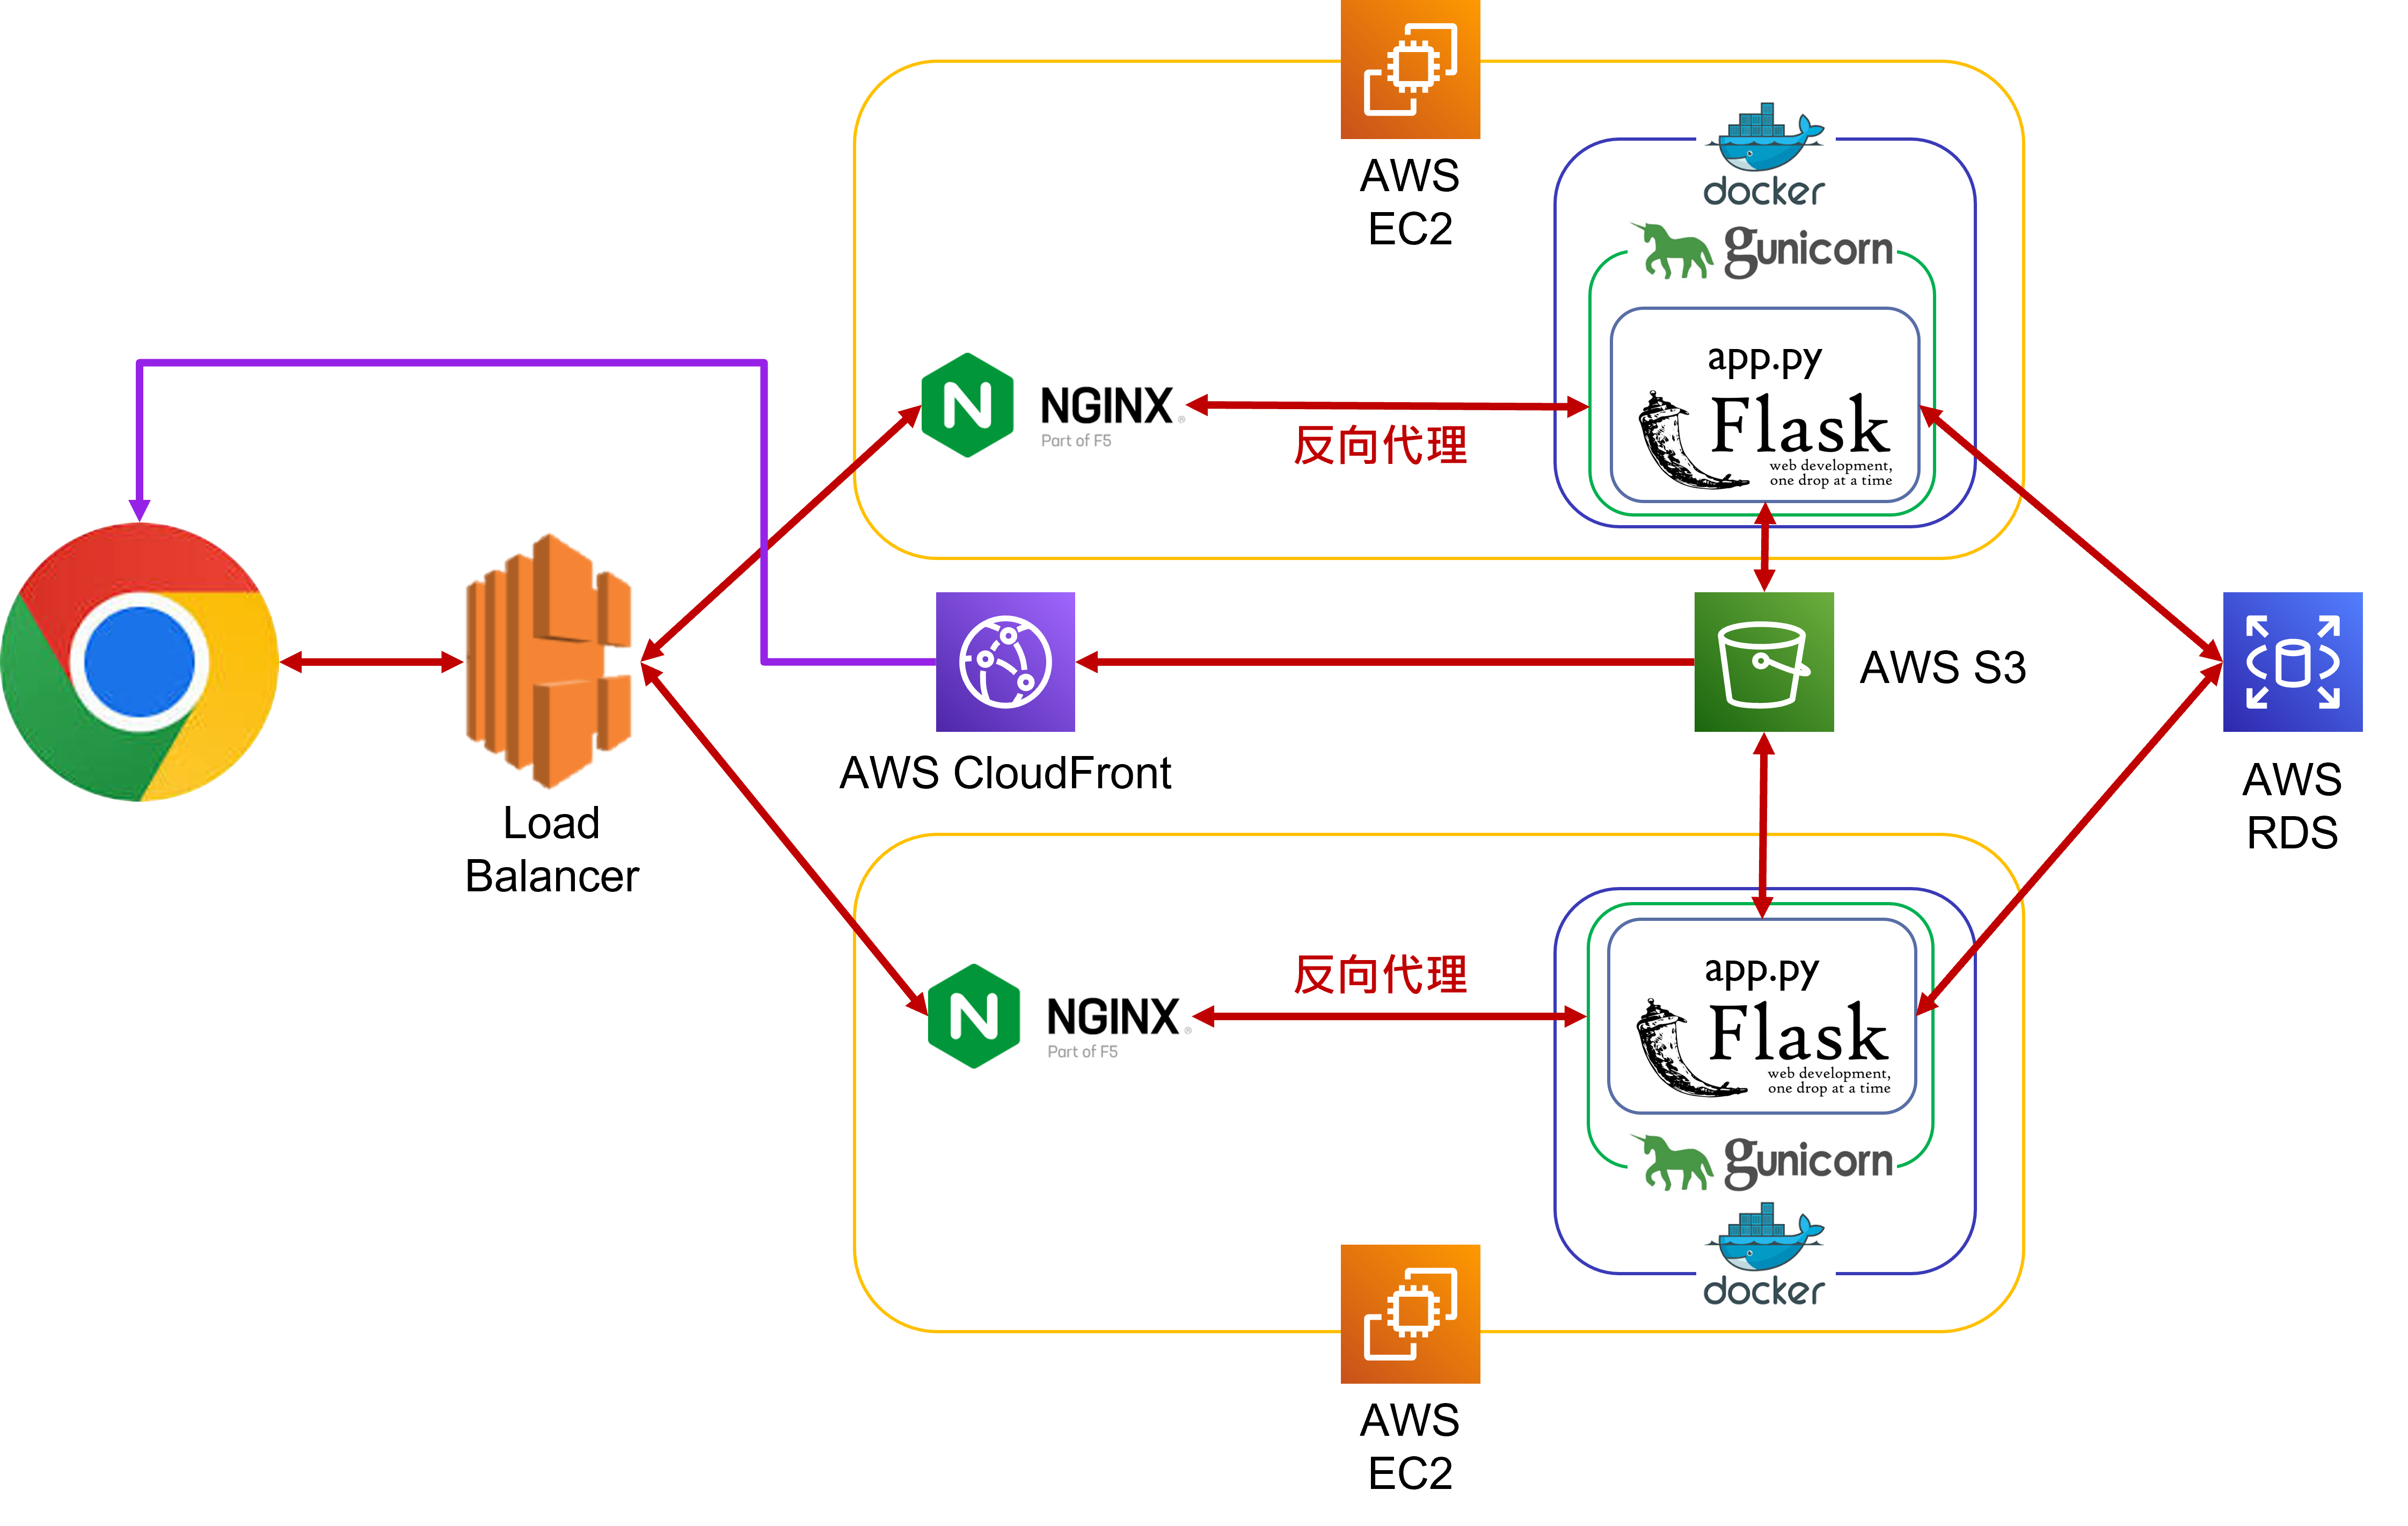 AWS
EC2
docker
gunicorn
app.py
Flask
web development,
one drop at a time
NGINX
Part of F5
反向代理
Load
Balancer
AWS CloudFront
AWS S3
AWS
RDS
NGINX
Part of F5
反向代理
app.py
Flask
web development,
one drop at a time
gunicorn
docker
AWS
EC2